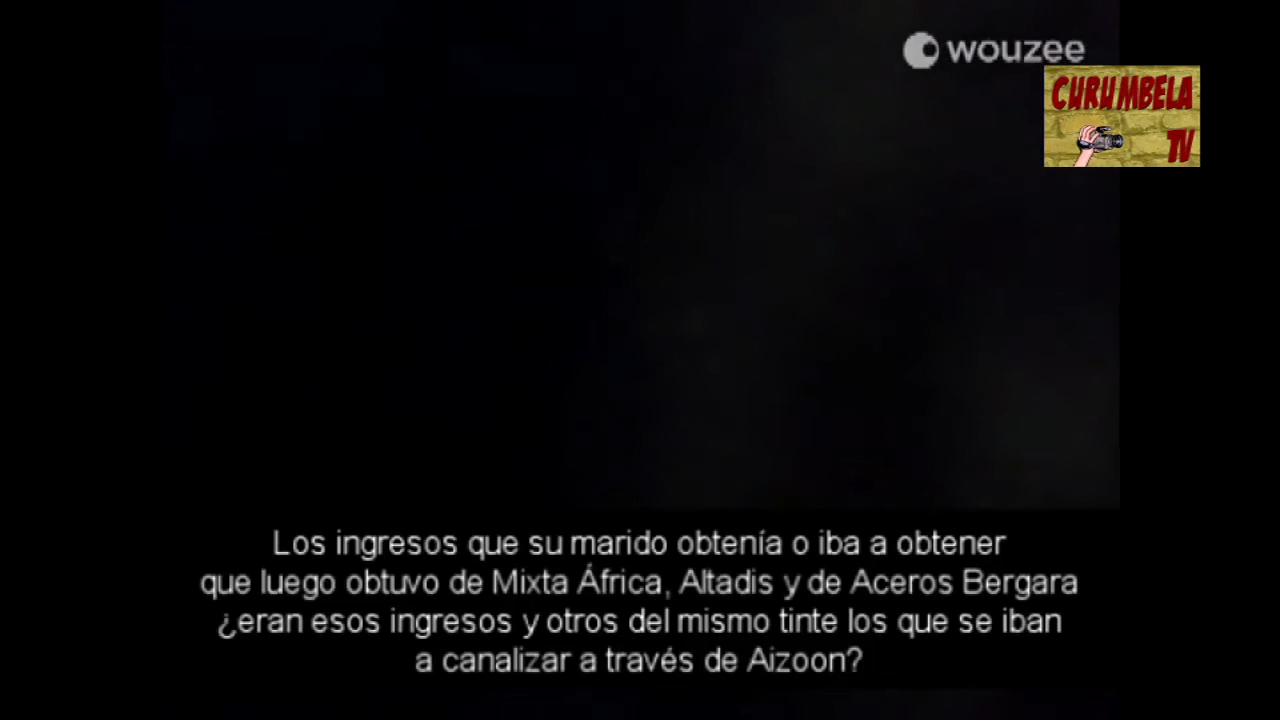 wouzee
CURUMBELA
TV
Los ingresos que su marido obtenía o iba a obtener
que luego obtuvo de Mixta África, Altadis y de Aceros Bergara
¿eran esos ingresos y otros del mismo tinte los que se iban
a canalizar a través de Aizoon?